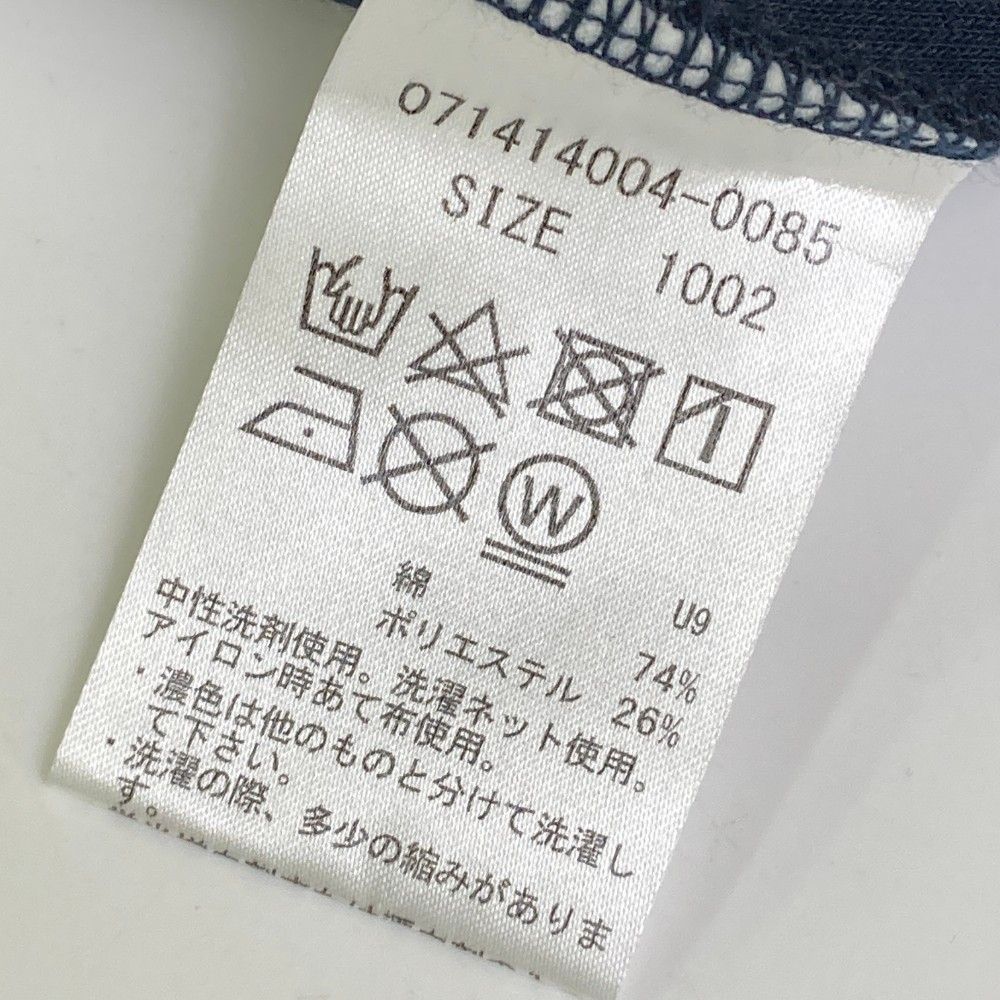 071414004-0085
SIZE 1002
W
U9
綿 74%
ポリエステル 26%
中性洗剤使用。洗濯ネット使用。
アイロン時あて布使用。
・濃色は他のものと分けて洗濯し
て下さい。
・洗濯の際、多少の縮みがありま
す。